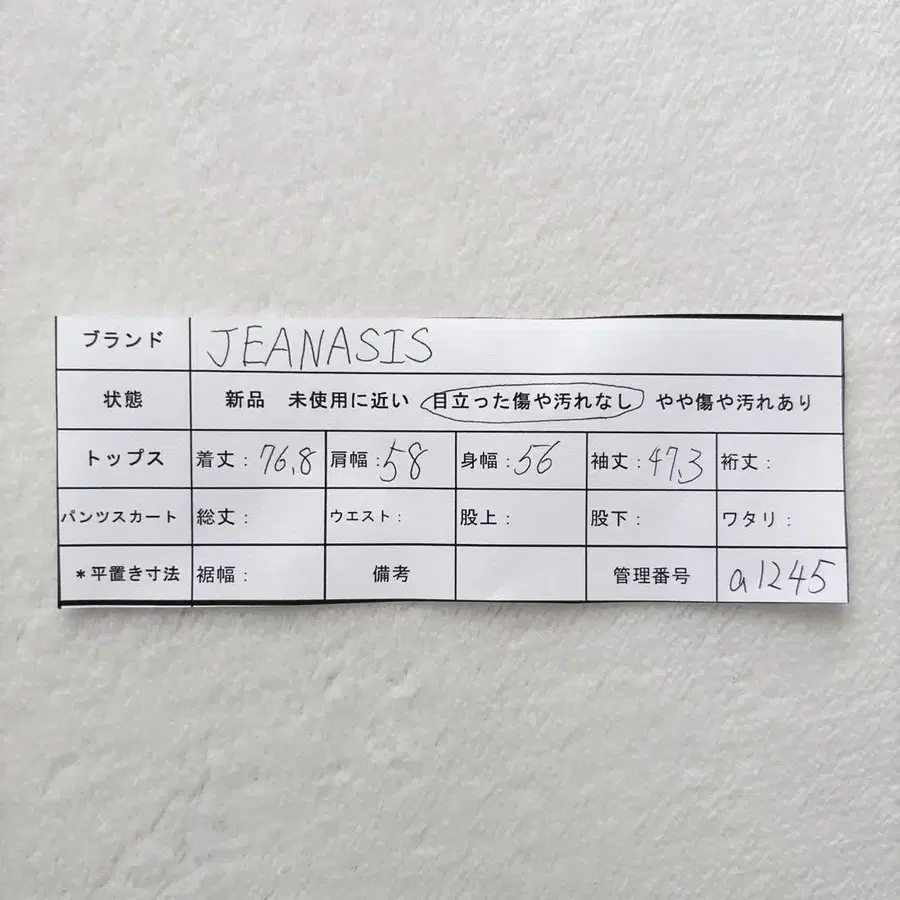 ブランド JEANASIS
状態 新品 未使用に近い 目立った傷や汚れなし やや傷や汚れあり
トップス 着丈: 76.8 肩幅: 58 身幅: 56 袖丈: 47.3 裄丈:
パンツスカート 総丈: ウエスト: 股上: 股下: ワタリ:
*平置き寸法 裾幅: 備考 管理番号 a1245